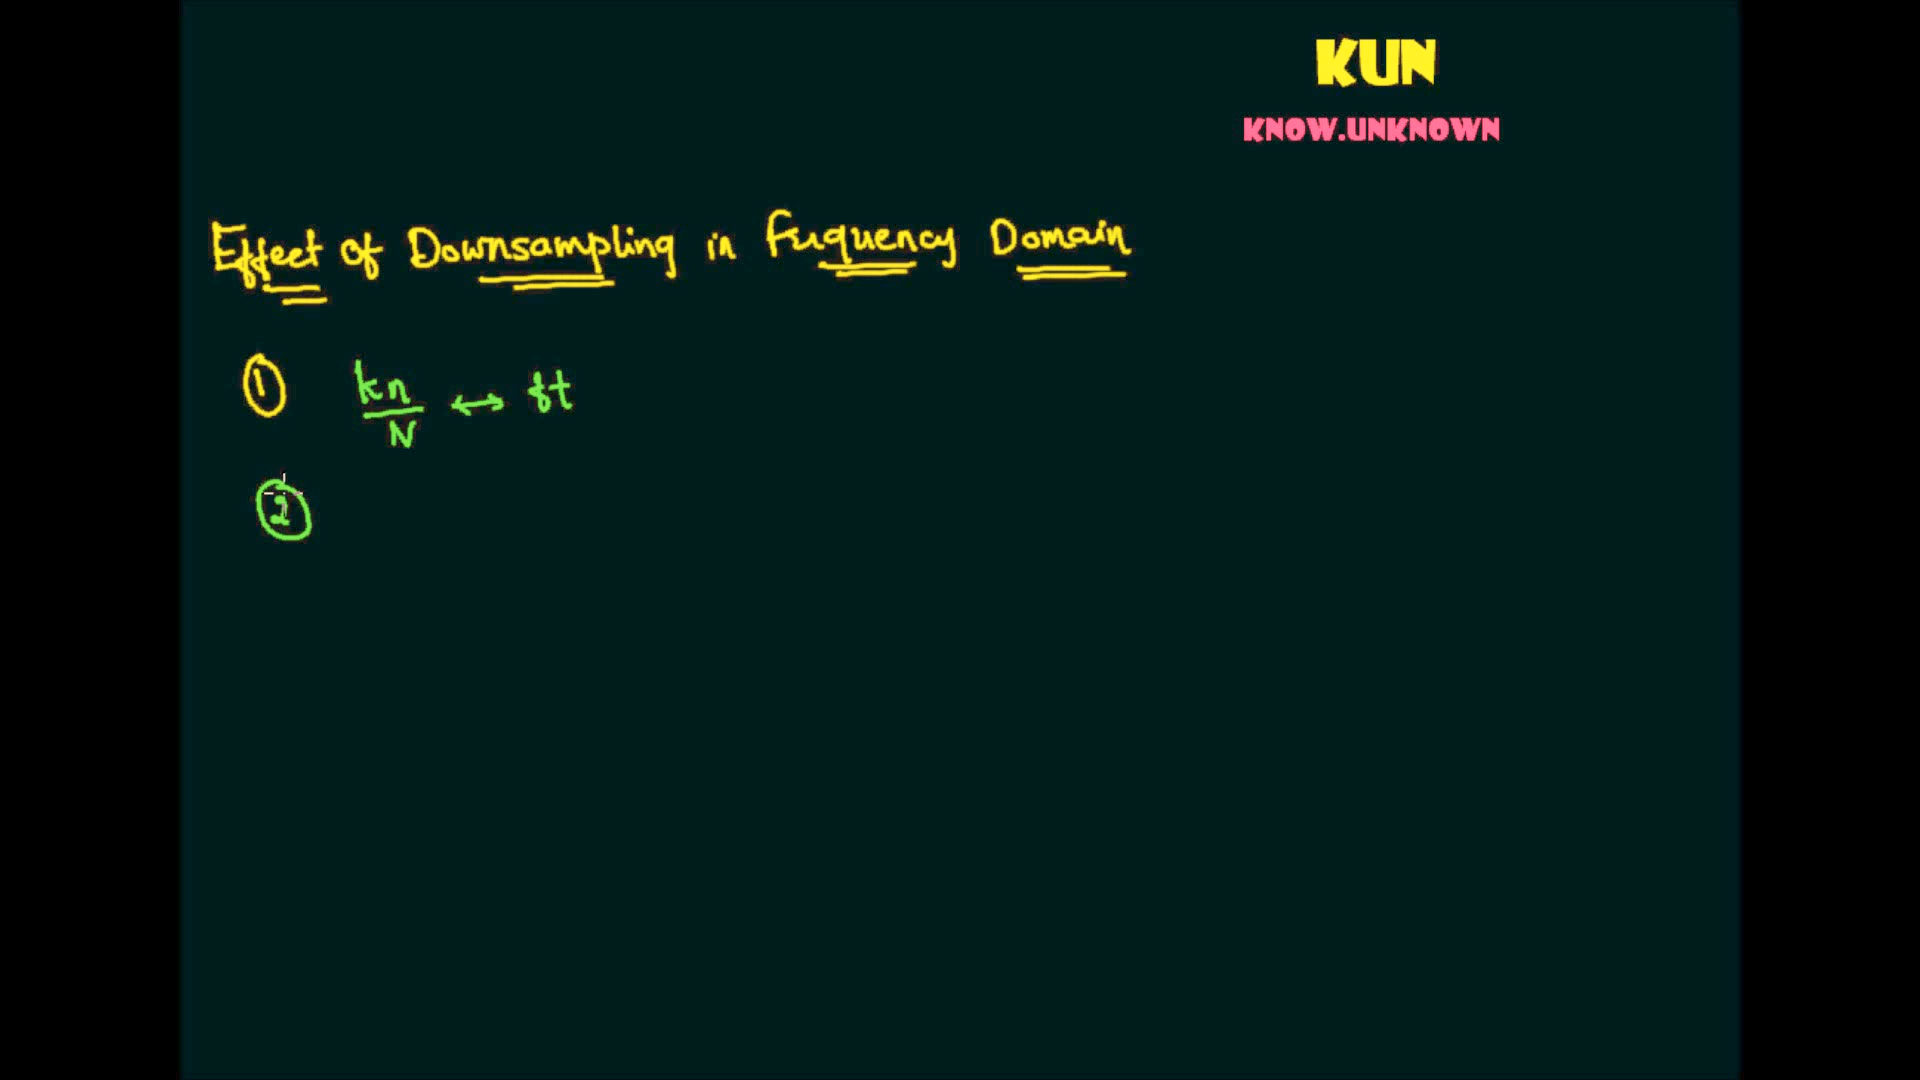 KUN
KNOW.UNKNOWN
Effect of Downsampling in Frequency Domain
① kn/N ↔ ft
②